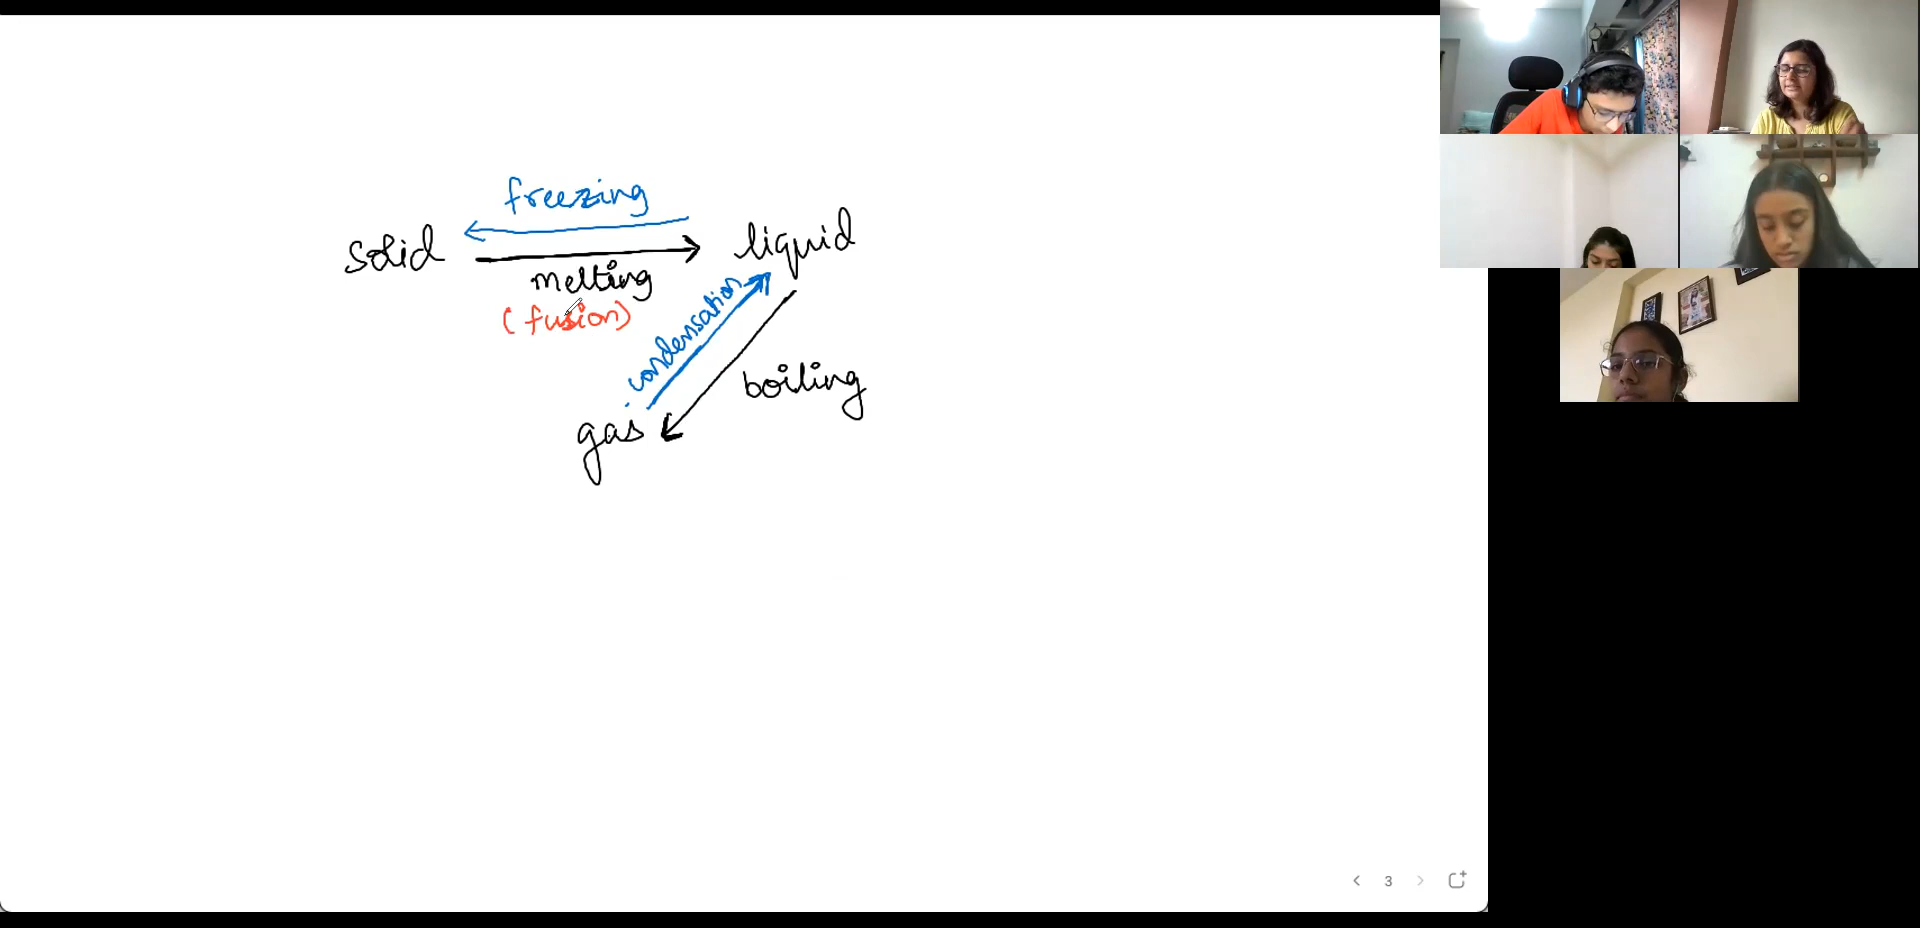 freezing
solid
liquid
melting
(fusion)
condensation
boiling
gas
3